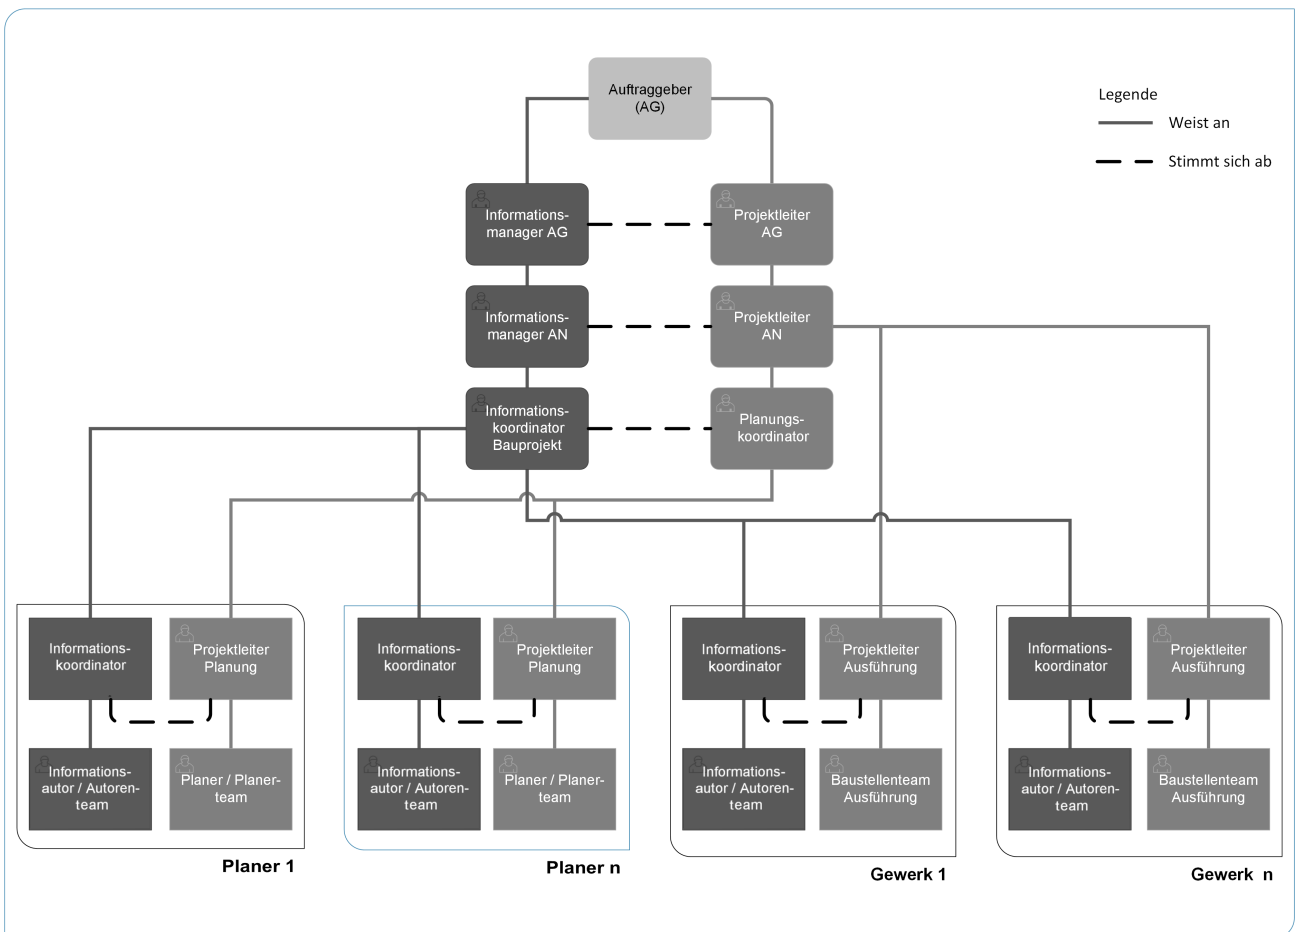 Auftraggeber
(AG)
Legende
Weist an
Stimmt sich ab
Informations-
manager AG
Projektleiter
AG
Informations-
manager AN
Projektleiter
AN
Informations-
koordinator
Bauprojekt
Planungs-
koordinator
Informations-
koordinator
Projektleiter
Planung
Informations-
autor / Autoren-
team
Planer / Planer-
team
Planer 1
Informations-
koordinator
Projektleiter
Planung
Informations-
autor / Autoren-
team
Planer / Planer-
team
Planer n
Informations-
koordinator
Projektleiter
Ausführung
Informations-
autor / Autoren-
team
Baustellenteam
Ausführung
Gewerk 1
Informations-
koordinator
Projektleiter
Ausführung
Informations-
autor / Autoren-
team
Baustellenteam
Ausführung
Gewerk n